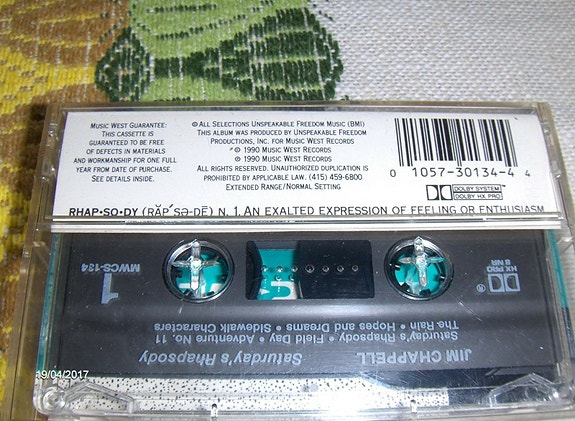 MUSIC WEST GUARANTEE:
THIS CASSETTE IS
GUARANTEED TO BE FREE
OF DEFECTS IN MATERIALS
AND WORKMANSHIP FOR ONE FULL
YEAR FROM DATE OF PURCHASE.
SEE DETAILS INSIDE.
© ALL SELECTIONS UNSPEAKABLE FREEDOM MUSIC (BMI)
THIS ALBUM WAS PRODUCED BY UNSPEAKABLE FREEDOM
PRODUCTIONS, INC. FOR MUSIC WEST RECORDS
℗ © 1990 MUSIC WEST RECORDS
© 1990 MUSIC WEST RECORDS
ALL RIGHTS RESERVED. UNAUTHORIZED DUPLICATION IS
PROHIBITED BY APPLICABLE LAW. (415) 459-6800
EXTENDED RANGE/NORMAL SETTING
0 1057-30134-4 4
DOLBY SYSTEM™
DOLBY HX PRO
RHAP•SO•DY (RĂP′SƏ-DĒ) N. 1. AN EXALTED EXPRESSION OF FEELING OR ENTHUSIASM
JIM CHAPPELL
Saturday's Rhapsody
Saturday's Rhapsody • Field Day • Adventure No. 11
The Rain • Hopes and Dreams • Sidewalk Characters
1
MWCS-134
B NR
HX PRO
®
19/04/2017